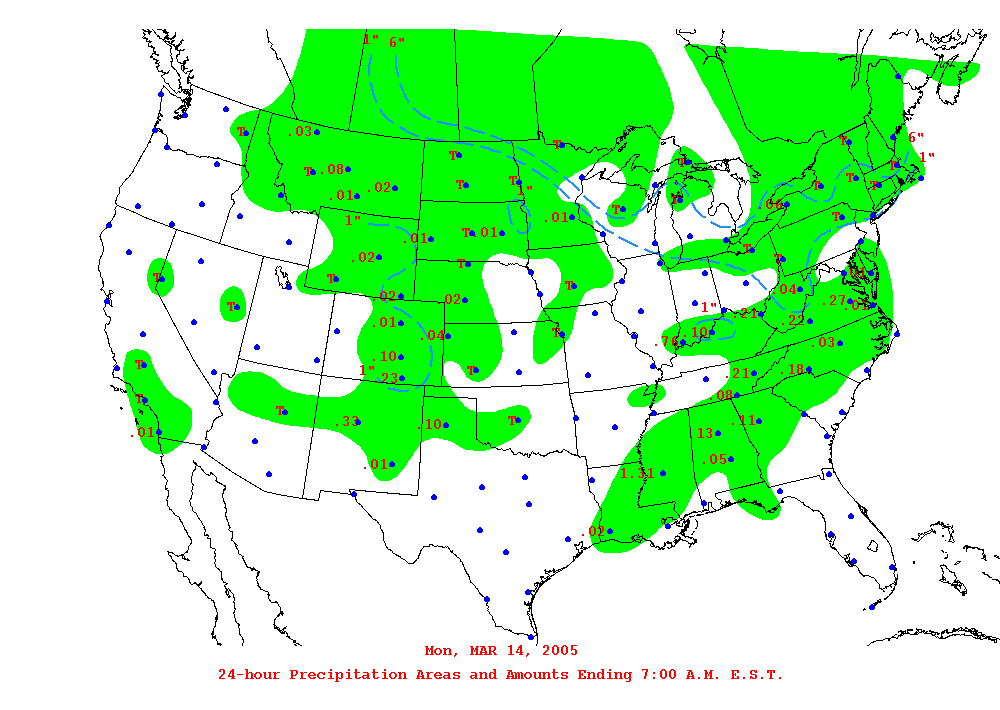 1" 6"
T .03 T
6"
T .08 T T T T 1"
.01 .02 T 1" T T
1" .01 T .06 T
.01 T .01 T T
.02 T T
T T .02 .02 T .04 .27 .01
1" .21 .22
.01 .04 T .76 .10 .03
T .10 T .21 .18
1" .23
T .08
T .33 .10 T .11
.01 .13
.01 .05
1.31
.02
Mon, MAR 14, 2005
24-hour Precipitation Areas and Amounts Ending 7:00 A.M. E.S.T.